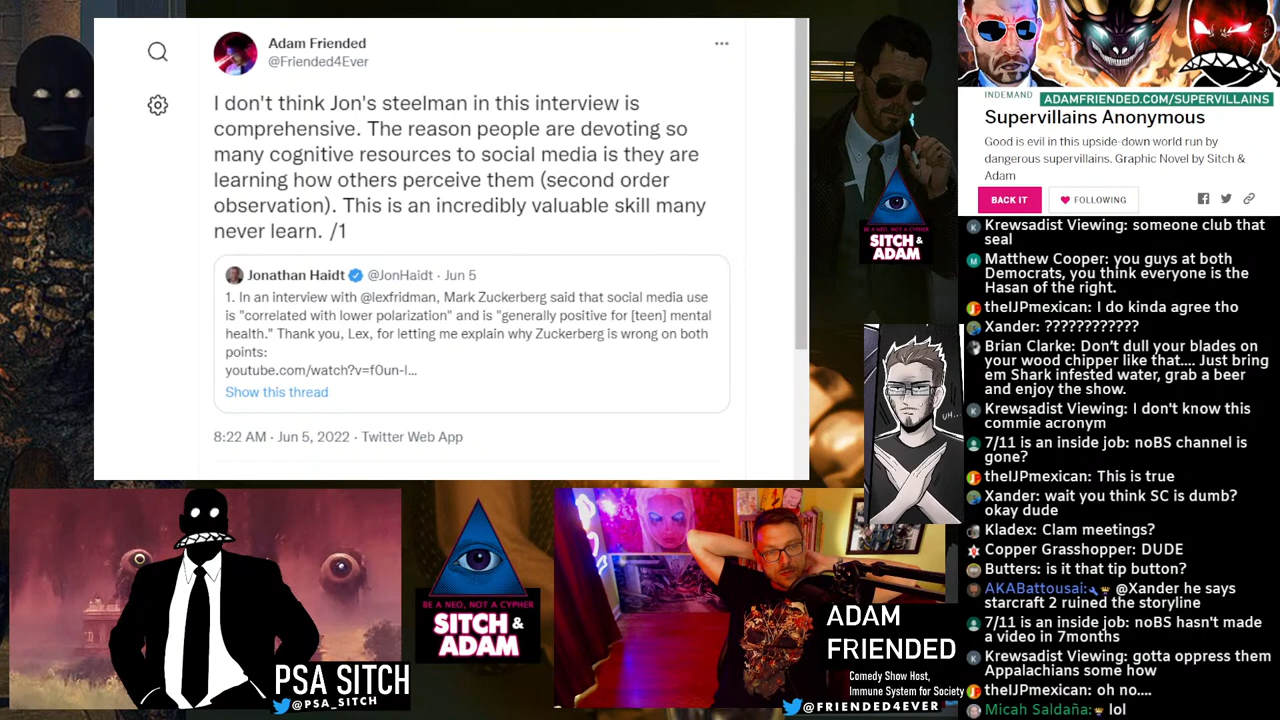 Adam Friended
@Friended4Ever
I don't think Jon's steelman in this interview is
comprehensive. The reason people are devoting so
many cognitive resources to social media is they are
learning how others perceive them (second order
observation). This is an incredibly valuable skill many
never learn. /1
Jonathan Haidt @JonHaidt · Jun 5
1. In an interview with @lexfridman, Mark Zuckerberg said that social media use
is "correlated with lower polarization" and is "generally positive for [teen] mental
health." Thank you, Lex, for letting me explain why Zuckerberg is wrong on both
points:
youtube.com/watch?v=f0un-l...
Show this thread
8:22 AM · Jun 5, 2022 · Twitter Web App
BE A NEO, NOT A CYPHER
SITCH &
ADAM
UH...
INDEMAND
ADAMFRIENDED.COM/SUPERVILLAINS
Supervillains Anonymous
Good is evil in this upside-down world run by
dangerous supervillains. Graphic Novel by Sitch &
Adam
BACK IT
FOLLOWING
Krewsadist Viewing: someone club that
seal
Matthew Cooper: you guys at both
Democrats, you think everyone is the
Hasan of the right.
theIJPmexican: I do kinda agree tho
Xander: ????????????
Brian Clarke: Don't dull your blades on
your wood chipper like that.... Just bring
em Shark infested water, grab a beer
and enjoy the show.
Krewsadist Viewing: I don't know this
commie acronym
7/11 is an inside job: noBS channel is
gone?
theIJPmexican: This is true
Xander: wait you think SC is dumb?
okay dude
Kladex: Clam meetings?
Copper Grasshopper: DUDE
Butters: is it that tip button?
AKABattousai: @Xander he says
starcraft 2 ruined the storyline
7/11 is an inside job: noBS hasn't made
a video in 7months
Krewsadist Viewing: gotta oppress them
Appalachians some how
theIJPmexican: oh no....
Micah Saldaña: lol
PSA SITCH
@PSA_SITCH
BE A NEO, NOT A CYPHER
SITCH &
ADAM
ADAM
FRIENDED
Comedy Show Host,
Immune System for Society
@FRIENDED4EVER